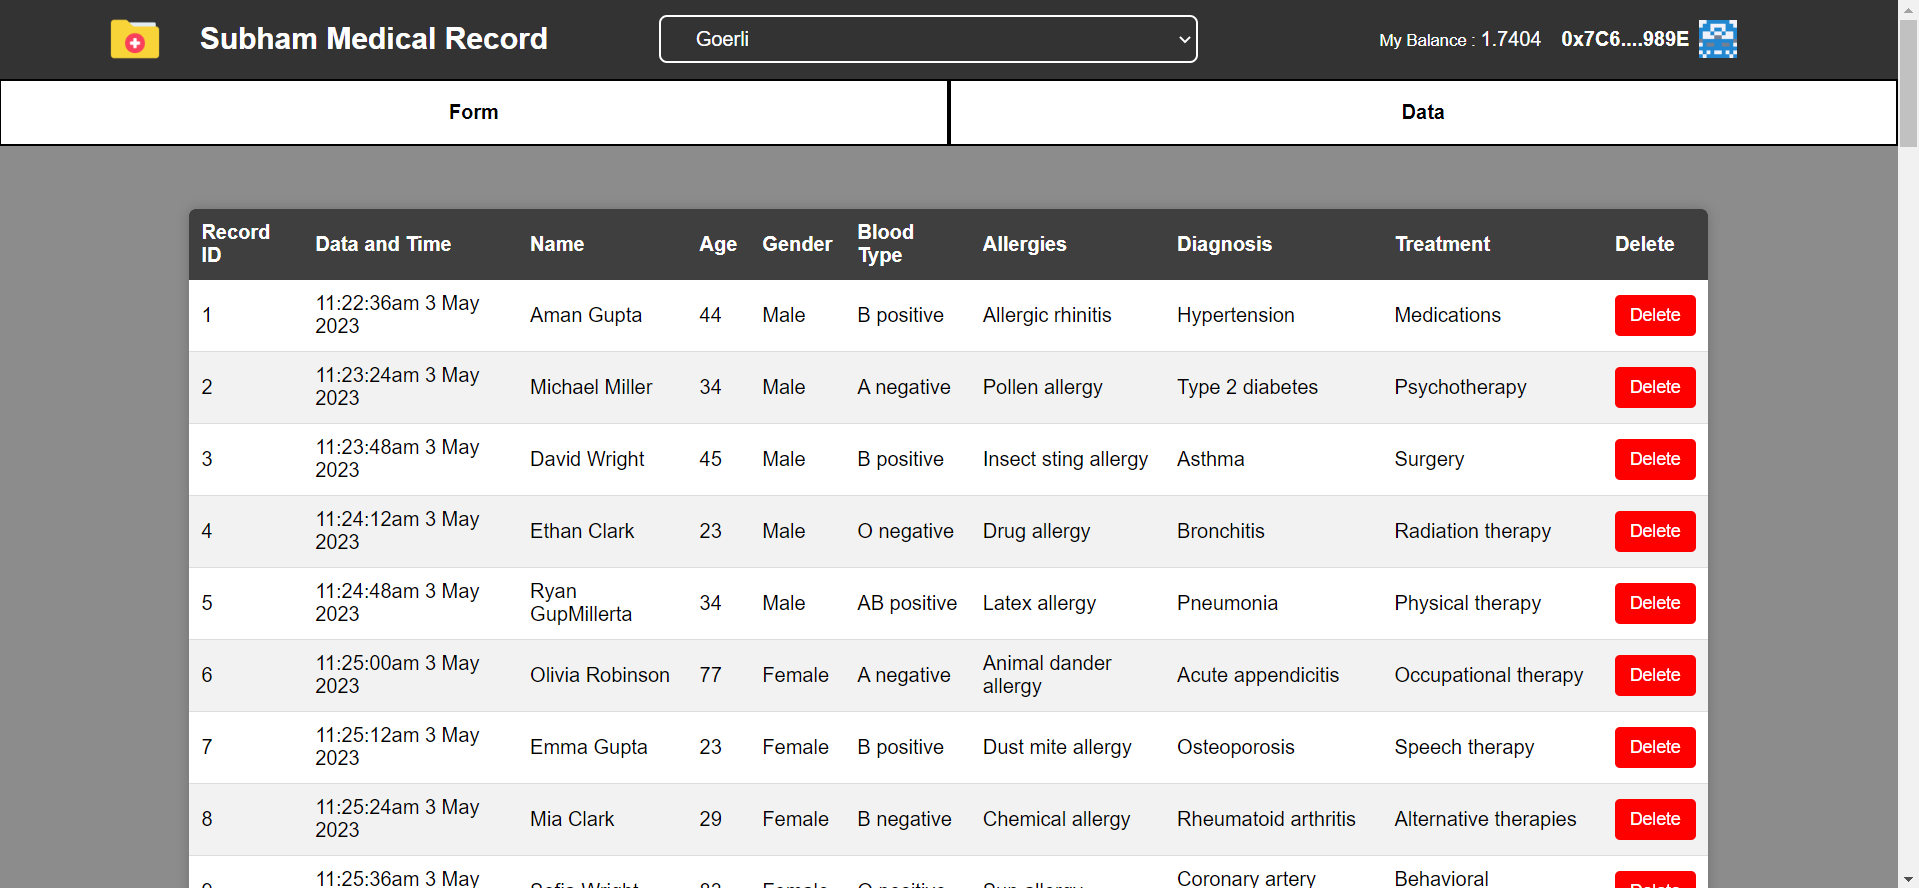 Subham Medical Record
Goerli
My Balance : 1.7404 0x7C6....989E
Form
Data
Record ID Data and Time Name Age Gender Blood Type Allergies Diagnosis Treatment Delete
1 11:22:36am 3 May 2023 Aman Gupta 44 Male B positive Allergic rhinitis Hypertension Medications Delete
2 11:23:24am 3 May 2023 Michael Miller 34 Male A negative Pollen allergy Type 2 diabetes Psychotherapy Delete
3 11:23:48am 3 May 2023 David Wright 45 Male B positive Insect sting allergy Asthma Surgery Delete
4 11:24:12am 3 May 2023 Ethan Clark 23 Male O negative Drug allergy Bronchitis Radiation therapy Delete
5 11:24:48am 3 May 2023 Ryan GupMillerta 34 Male AB positive Latex allergy Pneumonia Physical therapy Delete
6 11:25:00am 3 May 2023 Olivia Robinson 77 Female A negative Animal dander allergy Acute appendicitis Occupational therapy Delete
7 11:25:12am 3 May 2023 Emma Gupta 23 Female B positive Dust mite allergy Osteoporosis Speech therapy Delete
8 11:25:24am 3 May 2023 Mia Clark 29 Female B negative Chemical allergy Rheumatoid arthritis Alternative therapies Delete
11:25:36am 3 May Wright Female positive Sun allergy Coronary artery Behavioral Delete